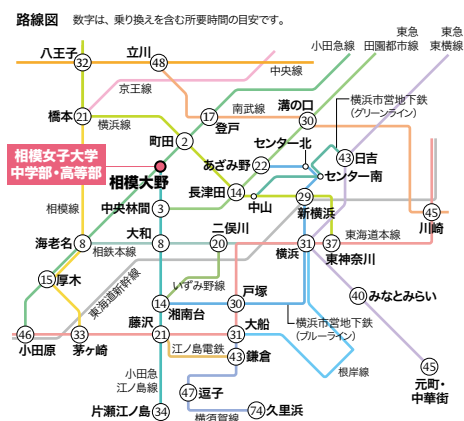 路線図 数字は、乗り換えを含む所要時間の目安です。
小田急線
東急
田園都市線
東急
東横線
八王子
32
立川
48
中央線
京王線
橋本
21
横浜線
17
登戸
南武線
溝の口
30
横浜市営地下鉄
(グリーンライン)
町田
2
センター北
あざみ野
22
43
日吉
センター南
相模女子大学
中学部・高等部
相模大野
長津田
14
中山
29
新横浜
中央林間
3
相模線
45
川崎
海老名
8
大和
8
二俣川
20
相鉄本線
横浜
31
37
東神奈川
東海道本線
15
厚木
東海道新幹線
いずみ野線
40
みなとみらい
14
湘南台
戸塚
30
横浜市営地下鉄
(ブルーライン)
46
小田原
33
茅ヶ崎
藤沢
21
大船
31
江ノ島電鉄
43
鎌倉
根岸線
45
元町・
中華街
小田急
江ノ島線
47
逗子
34
片瀬江ノ島
横須賀線
74
久里浜